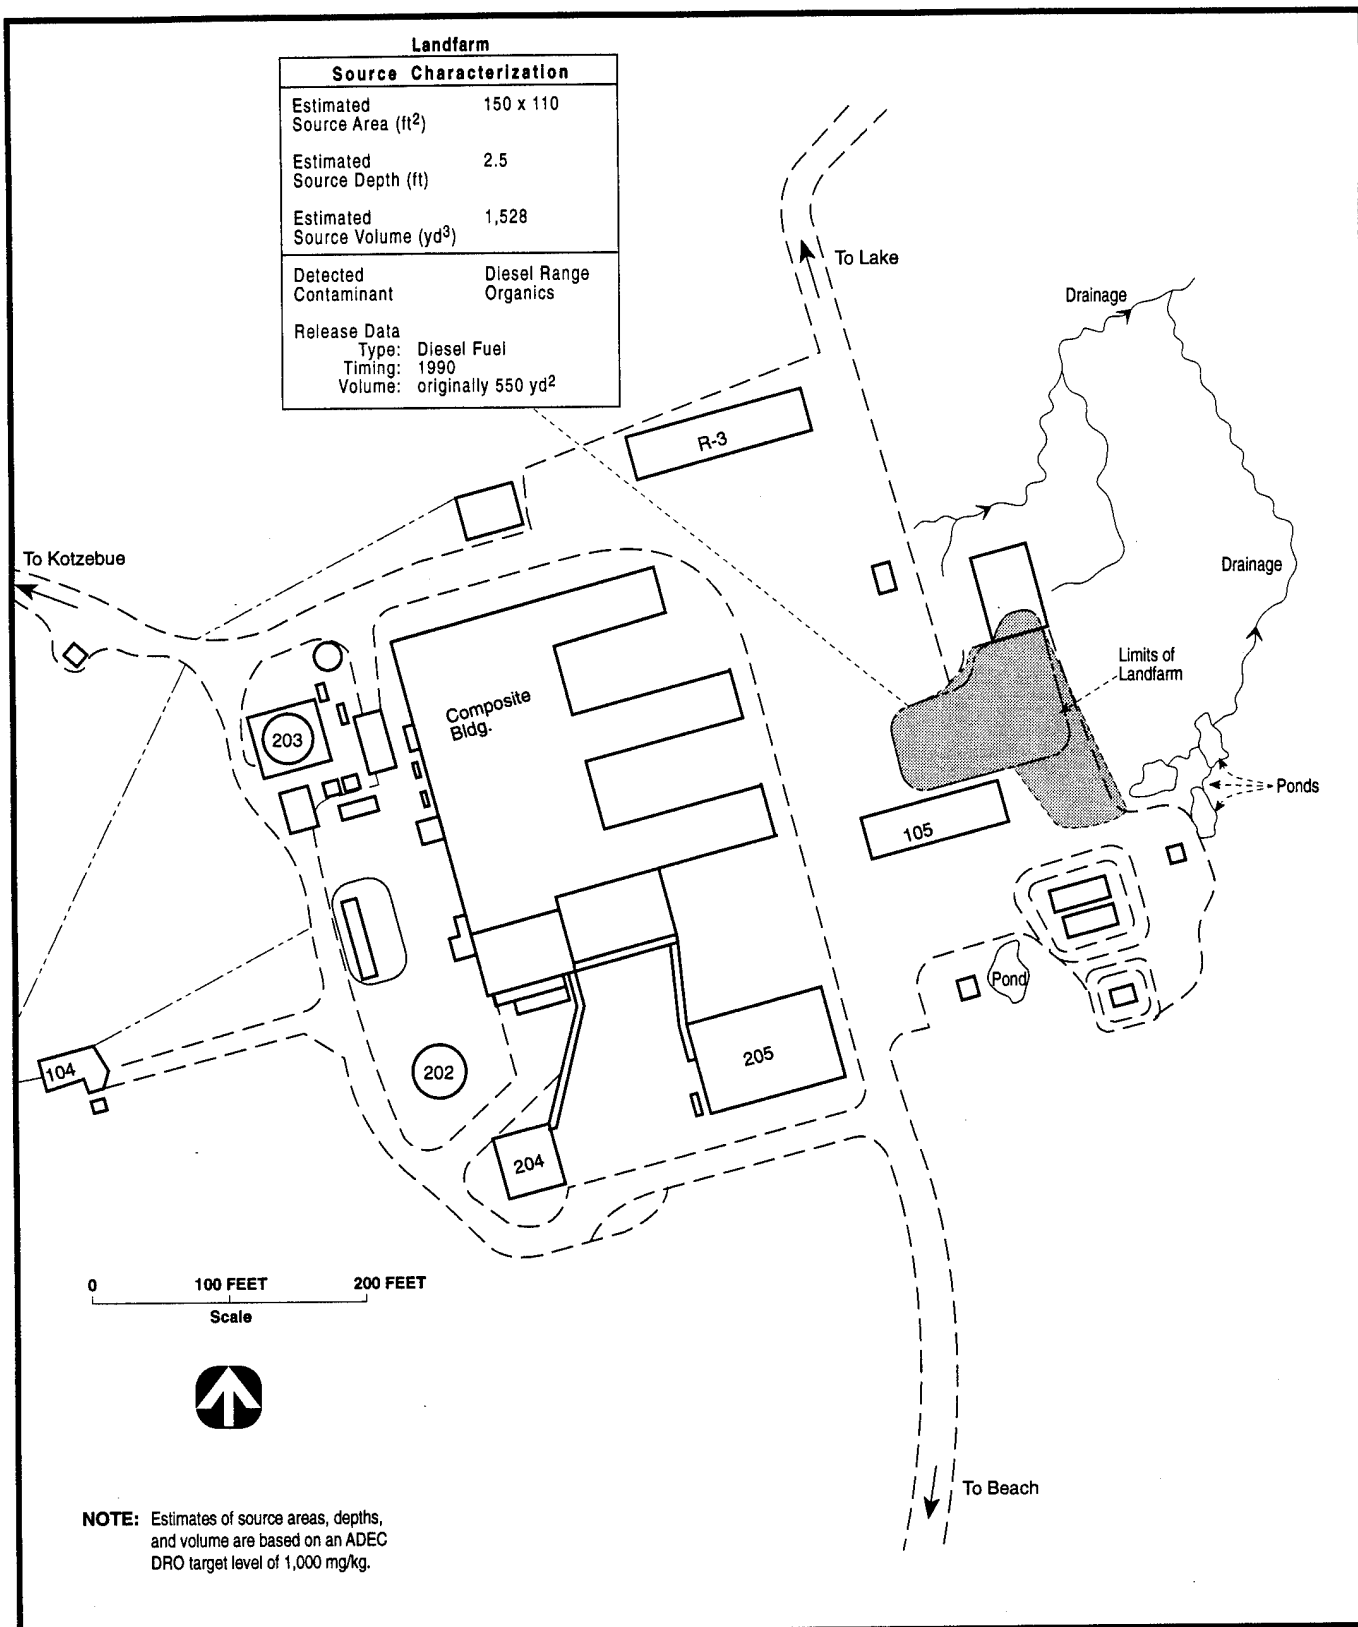 Landfarm
Source Characterization
Estimated 150 x 110
Source Area (ft²)
Estimated 2.5
Source Depth (ft)
Estimated 1,528
Source Volume (yd³)
Detected Diesel Range
Contaminant Organics
Release Data
Type: Diesel Fuel
Timing: 1990
Volume: originally 550 yd²
To Lake
Drainage
R-3
To Kotzebue
Drainage
Limits of
Landfarm
Composite
Bldg.
203
Ponds
105
Pond
205
104
202
204
0 100 FEET 200 FEET
Scale
To Beach
NOTE: Estimates of source areas, depths,
and volume are based on an ADEC
DRO target level of 1,000 mg/kg.